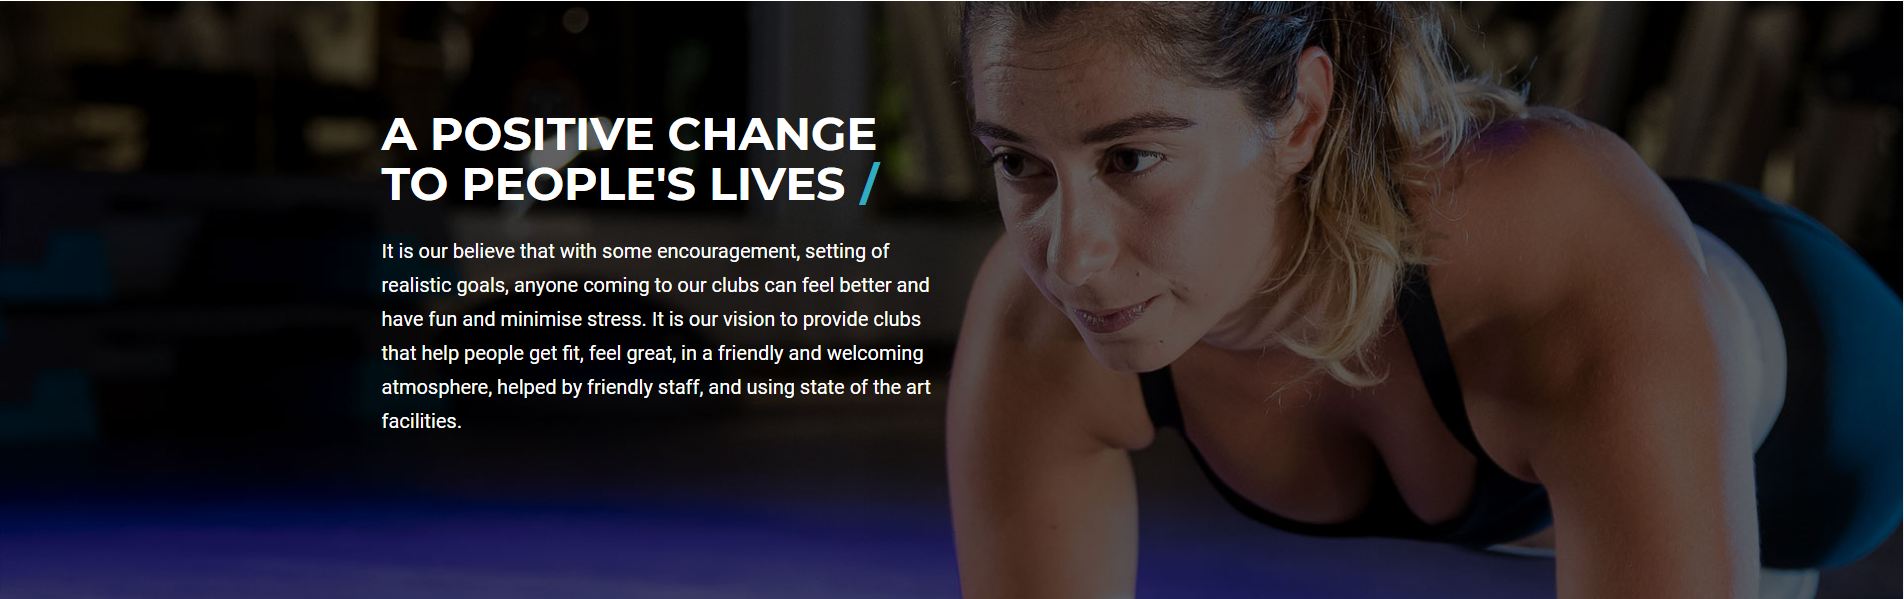 A POSITIVE CHANGE
TO PEOPLE'S LIVES /
It is our believe that with some encouragement, setting of
realistic goals, anyone coming to our clubs can feel better and
have fun and minimise stress. It is our vision to provide clubs
that help people get fit, feel great, in a friendly and welcoming
atmosphere, helped by friendly staff, and using state of the art
facilities.